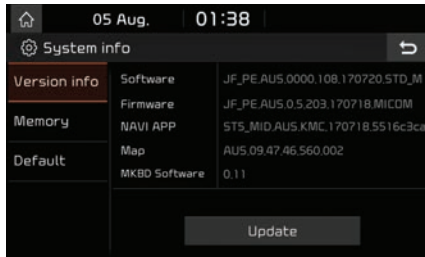 05 Aug. 01:38
System info
Version info
Memory
Default
Software JF_PE.AUS.0000.108.170720.STD_M
Firmware JF_PE.AUS.0.5.203.170718.MICOM
NAVI APP ST5_MID.AUS.KMC.170718.5516c3ca
Map AUS.09.47.46.560.002
MKBD Software 0.11
Update